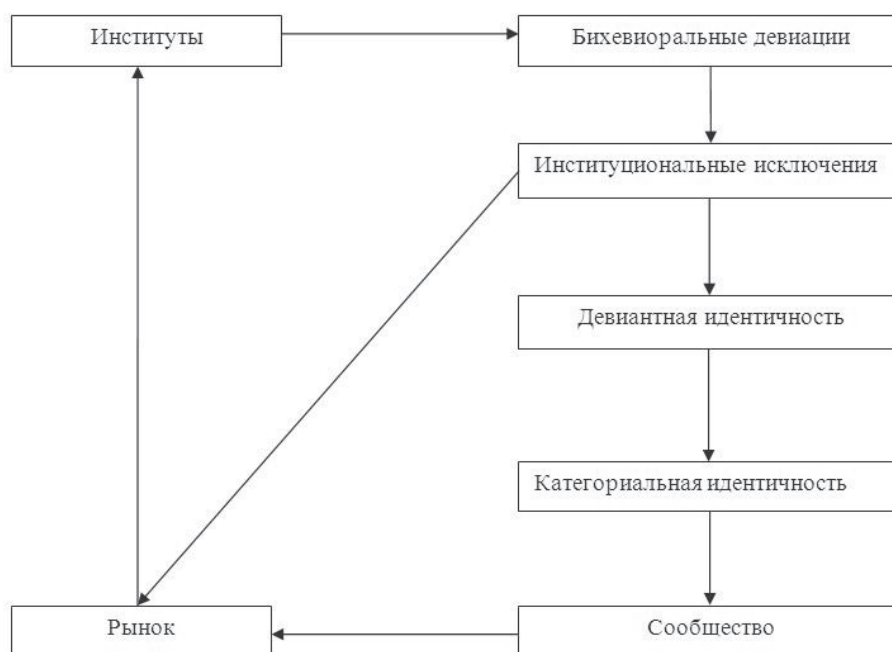 Институты
Бихевиоральные девиации
Институциональные исключения
Девиантная идентичность
Категориальная идентичность
Рынок
Сообщество